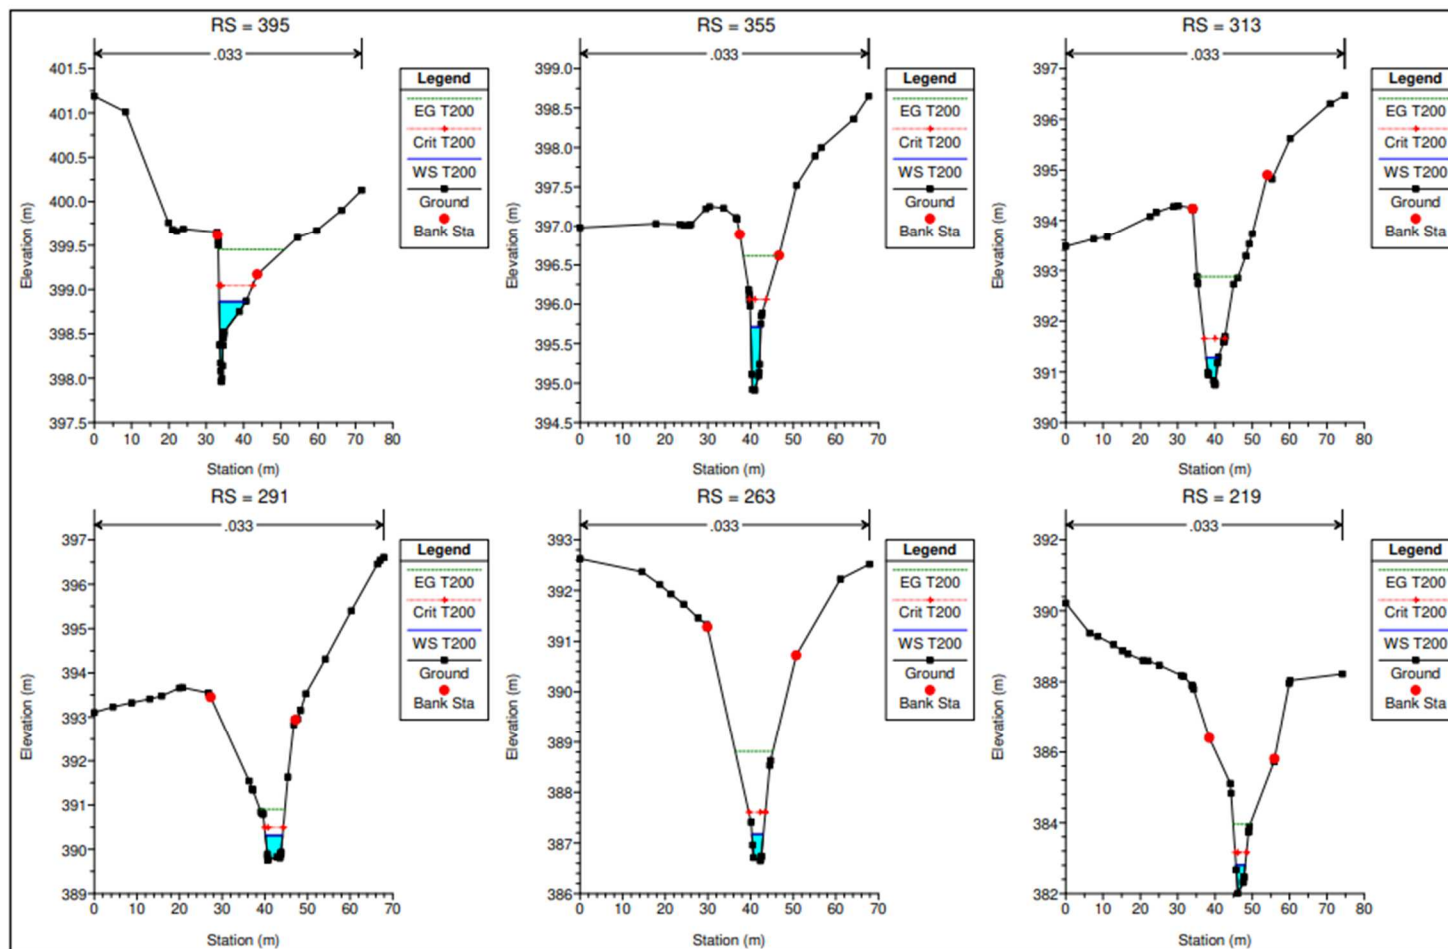 RS = 395
.033
Elevation (m)
401.5
401.0
400.5
400.0
399.5
399.0
398.5
398.0
397.5
0 10 20 30 40 50 60 70 80
Station (m)
Legend
EG T200
Crit T200
WS T200
Ground
Bank Sta
RS = 355
.033
Elevation (m)
399.0
398.5
398.0
397.5
397.0
396.5
396.0
395.5
395.0
394.5
0 10 20 30 40 50 60 70
Station (m)
Legend
EG T200
Crit T200
WS T200
Ground
Bank Sta
RS = 313
.033
Elevation (m)
397
396
395
394
393
392
391
390
0 10 20 30 40 50 60 70 80
Station (m)
Legend
EG T200
Crit T200
WS T200
Ground
Bank Sta
RS = 291
.033
Elevation (m)
397
396
395
394
393
392
391
390
389
0 10 20 30 40 50 60 70
Station (m)
Legend
EG T200
Crit T200
WS T200
Ground
Bank Sta
RS = 263
.033
Elevation (m)
393
392
391
390
389
388
387
386
0 10 20 30 40 50 60 70
Station (m)
Legend
EG T200
Crit T200
WS T200
Ground
Bank Sta
RS = 219
.033
Elevation (m)
392
390
388
386
384
382
0 10 20 30 40 50 60 70 80
Station (m)
Legend
EG T200
Crit T200
WS T200
Ground
Bank Sta